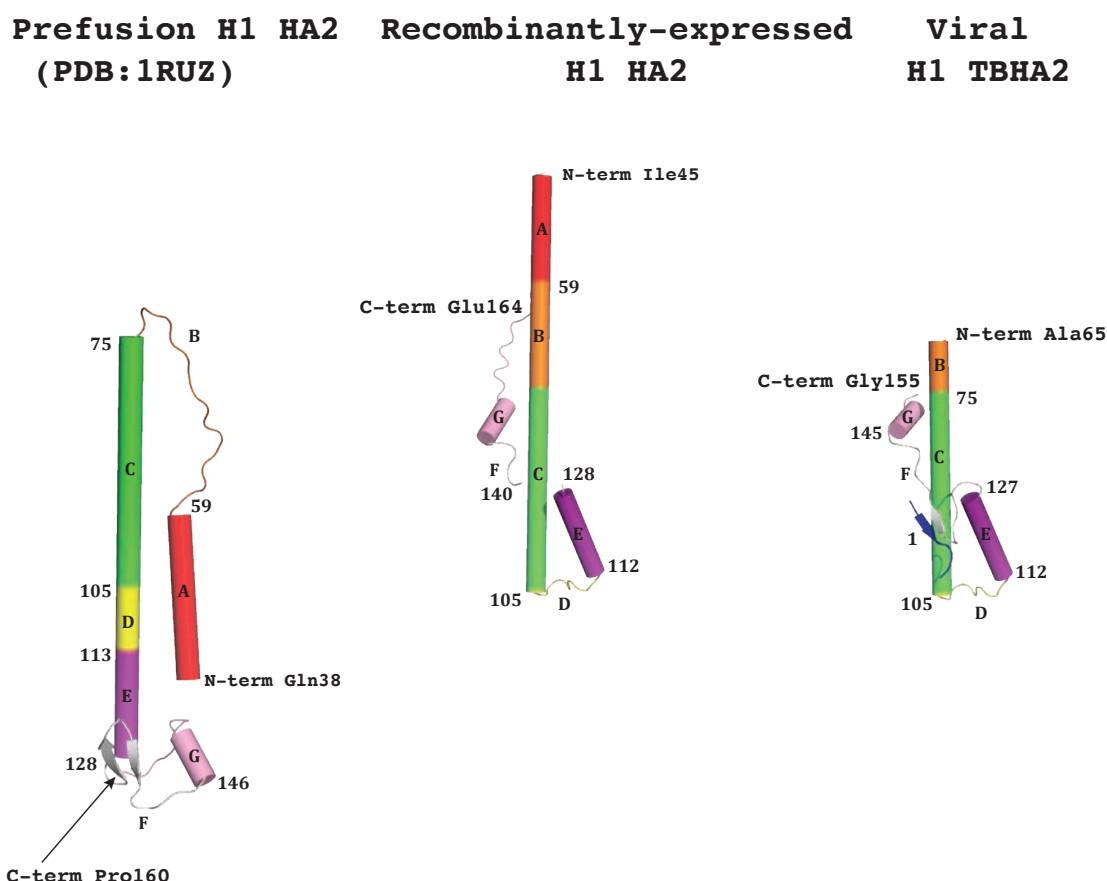 Prefusion H1 HA2
(PDB:1RUZ)
Recombinantly-expressed
H1 HA2
Viral
H1 TBHA2
75
B
C
59
105
A
D
113
N-term Gln38
E
G
128
146
F
C-term Pro160
N-term Ile45
A
59
C-term Glu164
B
G
F
C
128
140
E
112
105
D
N-term Ala65
B
C-term Gly155
75
G
145
C
F
127
1
E
112
105
D